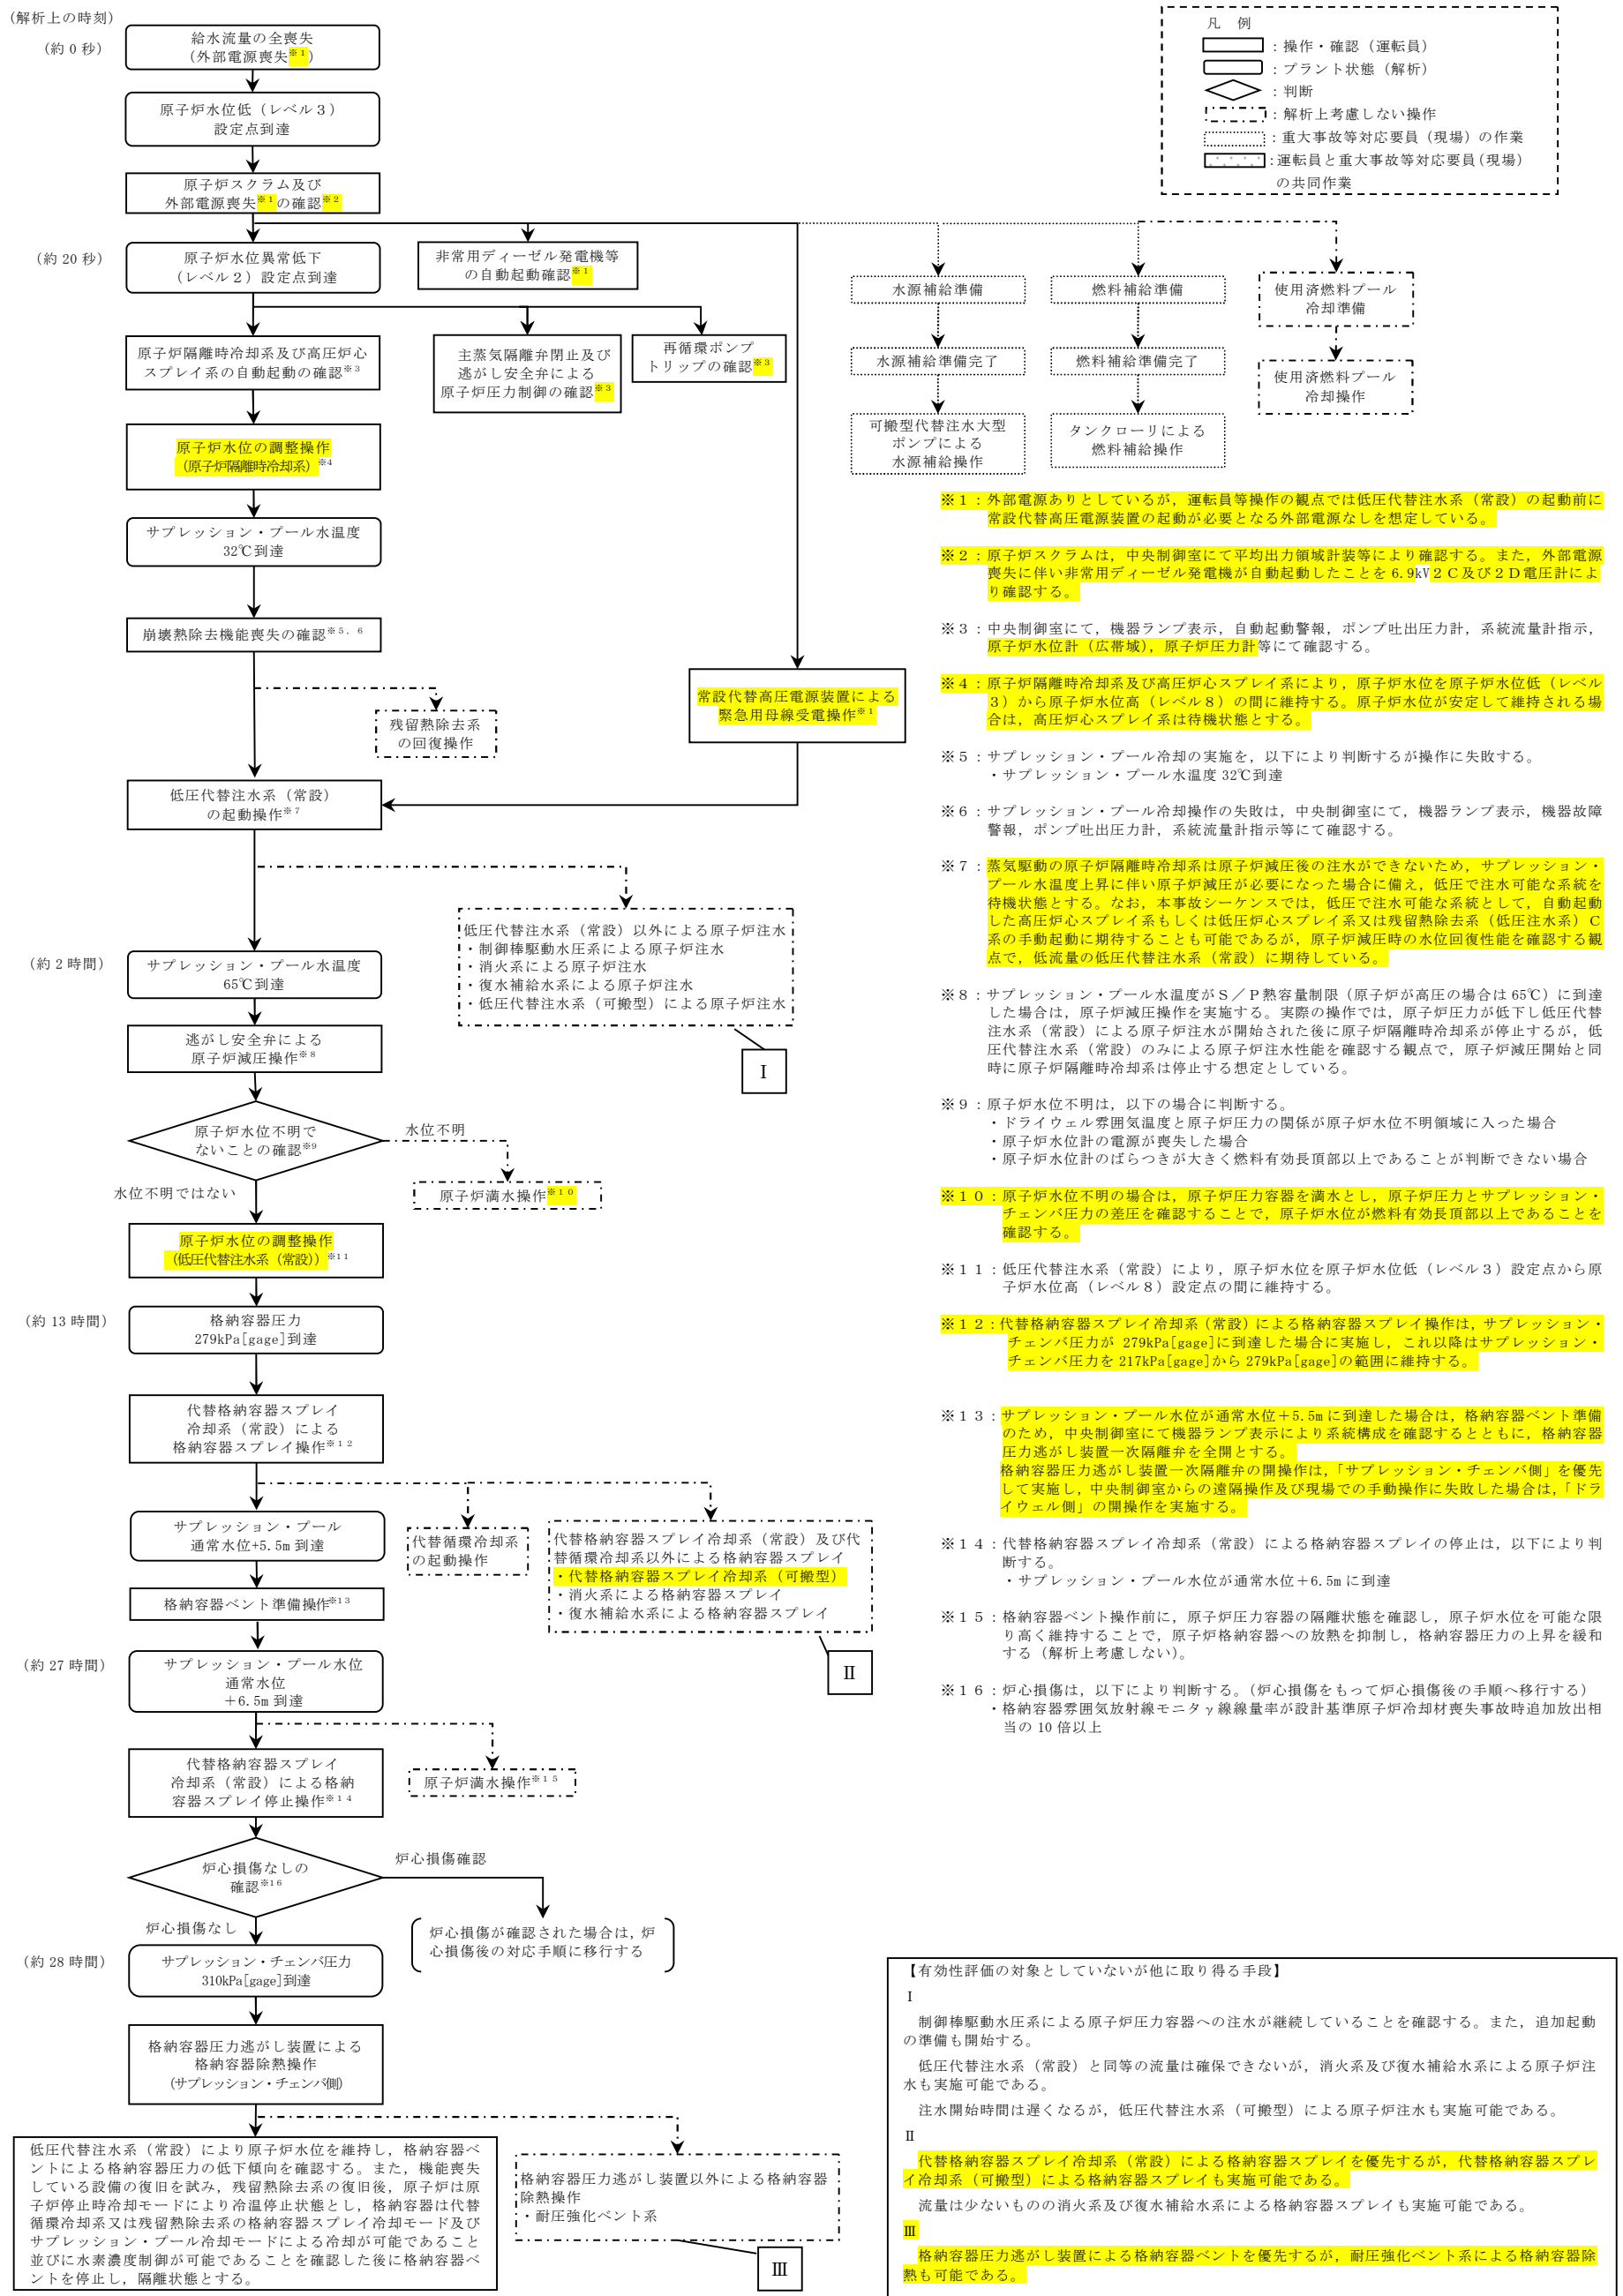 (解析上の時刻)
(約 0 秒)
給水流量の全喪失
(外部電源喪失※1)
原子炉水位低(レベル3)
設定点到達
原子炉スクラム及び
外部電源喪失※1の確認※2
(約 20 秒)
原子炉水位異常低下
(レベル2)設定点到達
非常用ディーゼル発電機等
の自動起動確認※1
原子炉隔離時冷却系及び高圧炉心
スプレイ系の自動起動の確認※3
主蒸気隔離弁閉止及び
逃がし安全弁による
原子炉圧力制御の確認※3
再循環ポンプ
トリップの確認※3
原子炉水位の調整操作
(原子炉隔離時冷却系)※4
サプレッション・プール水温度
32℃到達
崩壊熱除去機能喪失の確認※5,6
残留熱除去系
の回復操作
常設代替高圧電源装置による
緊急用母線受電操作※1
低圧代替注水系(常設)
の起動操作※7
低圧代替注水系(常設)以外による原子炉注水
・制御棒駆動水圧系による原子炉注水
・消火系による原子炉注水
・復水補給水系による原子炉注水
・低圧代替注水系(可搬型)による原子炉注水
Ⅰ
(約 2 時間)
サプレッション・プール水温度
65℃到達
逃がし安全弁による
原子炉減圧操作※8
原子炉水位不明で
ないことの確認※9
水位不明
原子炉満水操作※10
水位不明ではない
原子炉水位の調整操作
(低圧代替注水系(常設))※11
(約 13 時間)
格納容器圧力
279kPa[gage]到達
代替格納容器スプレイ
冷却系(常設)による
格納容器スプレイ操作※12
サプレッション・プール
通常水位+5.5m 到達
代替循環冷却系
の起動操作
代替格納容器スプレイ冷却系(常設)及び代
替循環冷却系以外による格納容器スプレイ
・代替格納容器スプレイ冷却系(可搬型)
・消火系による格納容器スプレイ
・復水補給水系による格納容器スプレイ
Ⅱ
格納容器ベント準備操作※13
(約 27 時間)
サプレッション・プール水位
通常水位
+6.5m 到達
代替格納容器スプレイ
冷却系(常設)による格納
容器スプレイ停止操作※14
原子炉満水操作※15
炉心損傷なしの
確認※16
炉心損傷確認
炉心損傷が確認された場合は,炉
心損傷後の対応手順に移行する
炉心損傷なし
(約 28 時間)
サプレッション・チェンバ圧力
310kPa[gage]到達
格納容器圧力逃がし装置による
格納容器除熱操作
(サプレッション・チェンバ側)
低圧代替注水系(常設)により原子炉水位を維持し,格納容器ベ
ントによる格納容器圧力の低下傾向を確認する。また,機能喪失
している設備の復旧を試み,残留熱除去系の復旧後,原子炉は原
子炉停止時冷却モードにより冷温停止状態とし,格納容器は代替
循環冷却系又は残留熱除去系の格納容器スプレイ冷却モード及び
サプレッション・プール冷却モードによる冷却が可能であること
並びに水素濃度制御が可能であることを確認した後に格納容器ベ
ントを停止し,隔離状態とする。
格納容器圧力逃がし装置以外による格納容器
除熱操作
・耐圧強化ベント系
Ⅲ
凡 例
:操作・確認(運転員)
:プラント状態(解析)
:判断
:解析上考慮しない操作
:重大事故等対応要員(現場)の作業
:運転員と重大事故等対応要員(現場)
の共同作業
水源補給準備
水源補給準備完了
可搬型代替注水大型
ポンプによる
水源補給操作
燃料補給準備
燃料補給準備完了
タンクローリによる
燃料補給操作
使用済燃料プール
冷却準備
使用済燃料プール
冷却操作
※1:外部電源ありとしているが,運転員等操作の観点では低圧代替注水系(常設)の起動前に
常設代替高圧電源装置の起動が必要となる外部電源なしを想定している。
※2:原子炉スクラムは,中央制御室にて平均出力領域計装等により確認する。また,外部電源
喪失に伴い非常用ディーゼル発電機が自動起動したことを 6.9kV2C及び2D電圧計によ
り確認する。
※3:中央制御室にて,機器ランプ表示,自動起動警報,ポンプ吐出圧力計,系統流量計指示,
原子炉水位計(広帯域),原子炉圧力計等にて確認する。
※4:原子炉隔離時冷却系及び高圧炉心スプレイ系により,原子炉水位を原子炉水位低(レベル
3)から原子炉水位高(レベル8)の間に維持する。原子炉水位が安定して維持される場
合は,高圧炉心スプレイ系は待機状態とする。
※5:サプレッション・プール冷却の実施を,以下により判断するが操作に失敗する。
・サプレッション・プール水温度 32℃到達
※6:サプレッション・プール冷却操作の失敗は,中央制御室にて,機器ランプ表示,機器故障
警報,ポンプ吐出圧力計,系統流量計指示等にて確認する。
※7:蒸気駆動の原子炉隔離時冷却系は原子炉減圧後の注水ができないため,サプレッション・
プール水温度上昇に伴い原子炉減圧が必要になった場合に備え,低圧で注水可能な系統を
待機状態とする。なお,本事故シーケンスでは,低圧で注水可能な系統として,自動起動
した高圧炉心スプレイ系もしくは低圧炉心スプレイ系又は残留熱除去系(低圧注水系)C
系の手動起動に期待することも可能であるが,原子炉減圧時の水位回復性能を確認する観
点で,低流量の低圧代替注水系(常設)に期待している。
※8:サプレッション・プール水温度がS/P熱容量制限(原子炉が高圧の場合は 65℃)に到達
した場合は,原子炉減圧操作を実施する。実際の操作では,原子炉圧力が低下し低圧代替
注水系(常設)による原子炉注水が開始された後に原子炉隔離時冷却系が停止するが,低
圧代替注水系(常設)のみによる原子炉注水性能を確認する観点で,原子炉減圧開始と同
時に原子炉隔離時冷却系は停止する想定としている。
※9:原子炉水位不明は,以下の場合に判断する。
・ドライウェル雰囲気温度と原子炉圧力の関係が原子炉水位不明領域に入った場合
・原子炉水位計の電源が喪失した場合
・原子炉水位計のばらつきが大きく燃料有効長頂部以上であることが判断できない場合
※10:原子炉水位不明の場合は,原子炉圧力容器を満水とし,原子炉圧力とサプレッション・
チェンバ圧力の差圧を確認することで,原子炉水位が燃料有効長頂部以上であることを
確認する。
※11:低圧代替注水系(常設)により,原子炉水位を原子炉水位低(レベル3)設定点から原
子炉水位高(レベル8)設定点の間に維持する。
※12:代替格納容器スプレイ冷却系(常設)による格納容器スプレイ操作は,サプレッション・
チェンバ圧力が 279kPa[gage]に到達した場合に実施し,これ以降はサプレッション・
チェンバ圧力を 217kPa[gage]から 279kPa[gage]の範囲に維持する。
※13:サプレッション・プール水位が通常水位+5.5m に到達した場合は,格納容器ベント準備
のため,中央制御室にて機器ランプ表示により系統構成を確認するとともに,格納容器
圧力逃がし装置一次隔離弁を全開とする。
格納容器圧力逃がし装置一次隔離弁の開操作は,「サプレッション・チェンバ側」を優先
して実施し,中央制御室からの遠隔操作及び現場での手動操作に失敗した場合は,「ドラ
イウェル側」の開操作を実施する。
※14:代替格納容器スプレイ冷却系(常設)による格納容器スプレイの停止は,以下により判
断する。
・サプレッション・プール水位が通常水位+6.5m に到達
※15:格納容器ベント操作前に,原子炉圧力容器の隔離状態を確認し,原子炉水位を可能な限
り高く維持することで,原子炉格納容器への放熱を抑制し,格納容器圧力の上昇を緩和
する(解析上考慮しない)。
※16:炉心損傷は,以下により判断する。(炉心損傷をもって炉心損傷後の手順へ移行する)
・格納容器雰囲気放射線モニタγ線線量率が設計基準原子炉冷却材喪失事故時追加放出相
当の 10 倍以上
【有効性評価の対象としていないが他に取り得る手段】
Ⅰ
制御棒駆動水圧系による原子炉圧力容器への注水が継続していることを確認する。また,追加起動
の準備も開始する。
低圧代替注水系(常設)と同等の流量は確保できないが,消火系及び復水補給水系による原子炉注
水も実施可能である。
注水開始時間は遅くなるが,低圧代替注水系(可搬型)による原子炉注水も実施可能である。
Ⅱ
代替格納容器スプレイ冷却系(常設)による格納容器スプレイを優先するが,代替格納容器スプレ
イ冷却系(可搬型)による格納容器スプレイも実施可能である。
流量は少ないものの消火系及び復水補給水系による格納容器スプレイも実施可能である。
Ⅲ
格納容器圧力逃がし装置による格納容器ベントを優先するが,耐圧強化ベント系による格納容器除
熱も可能である。